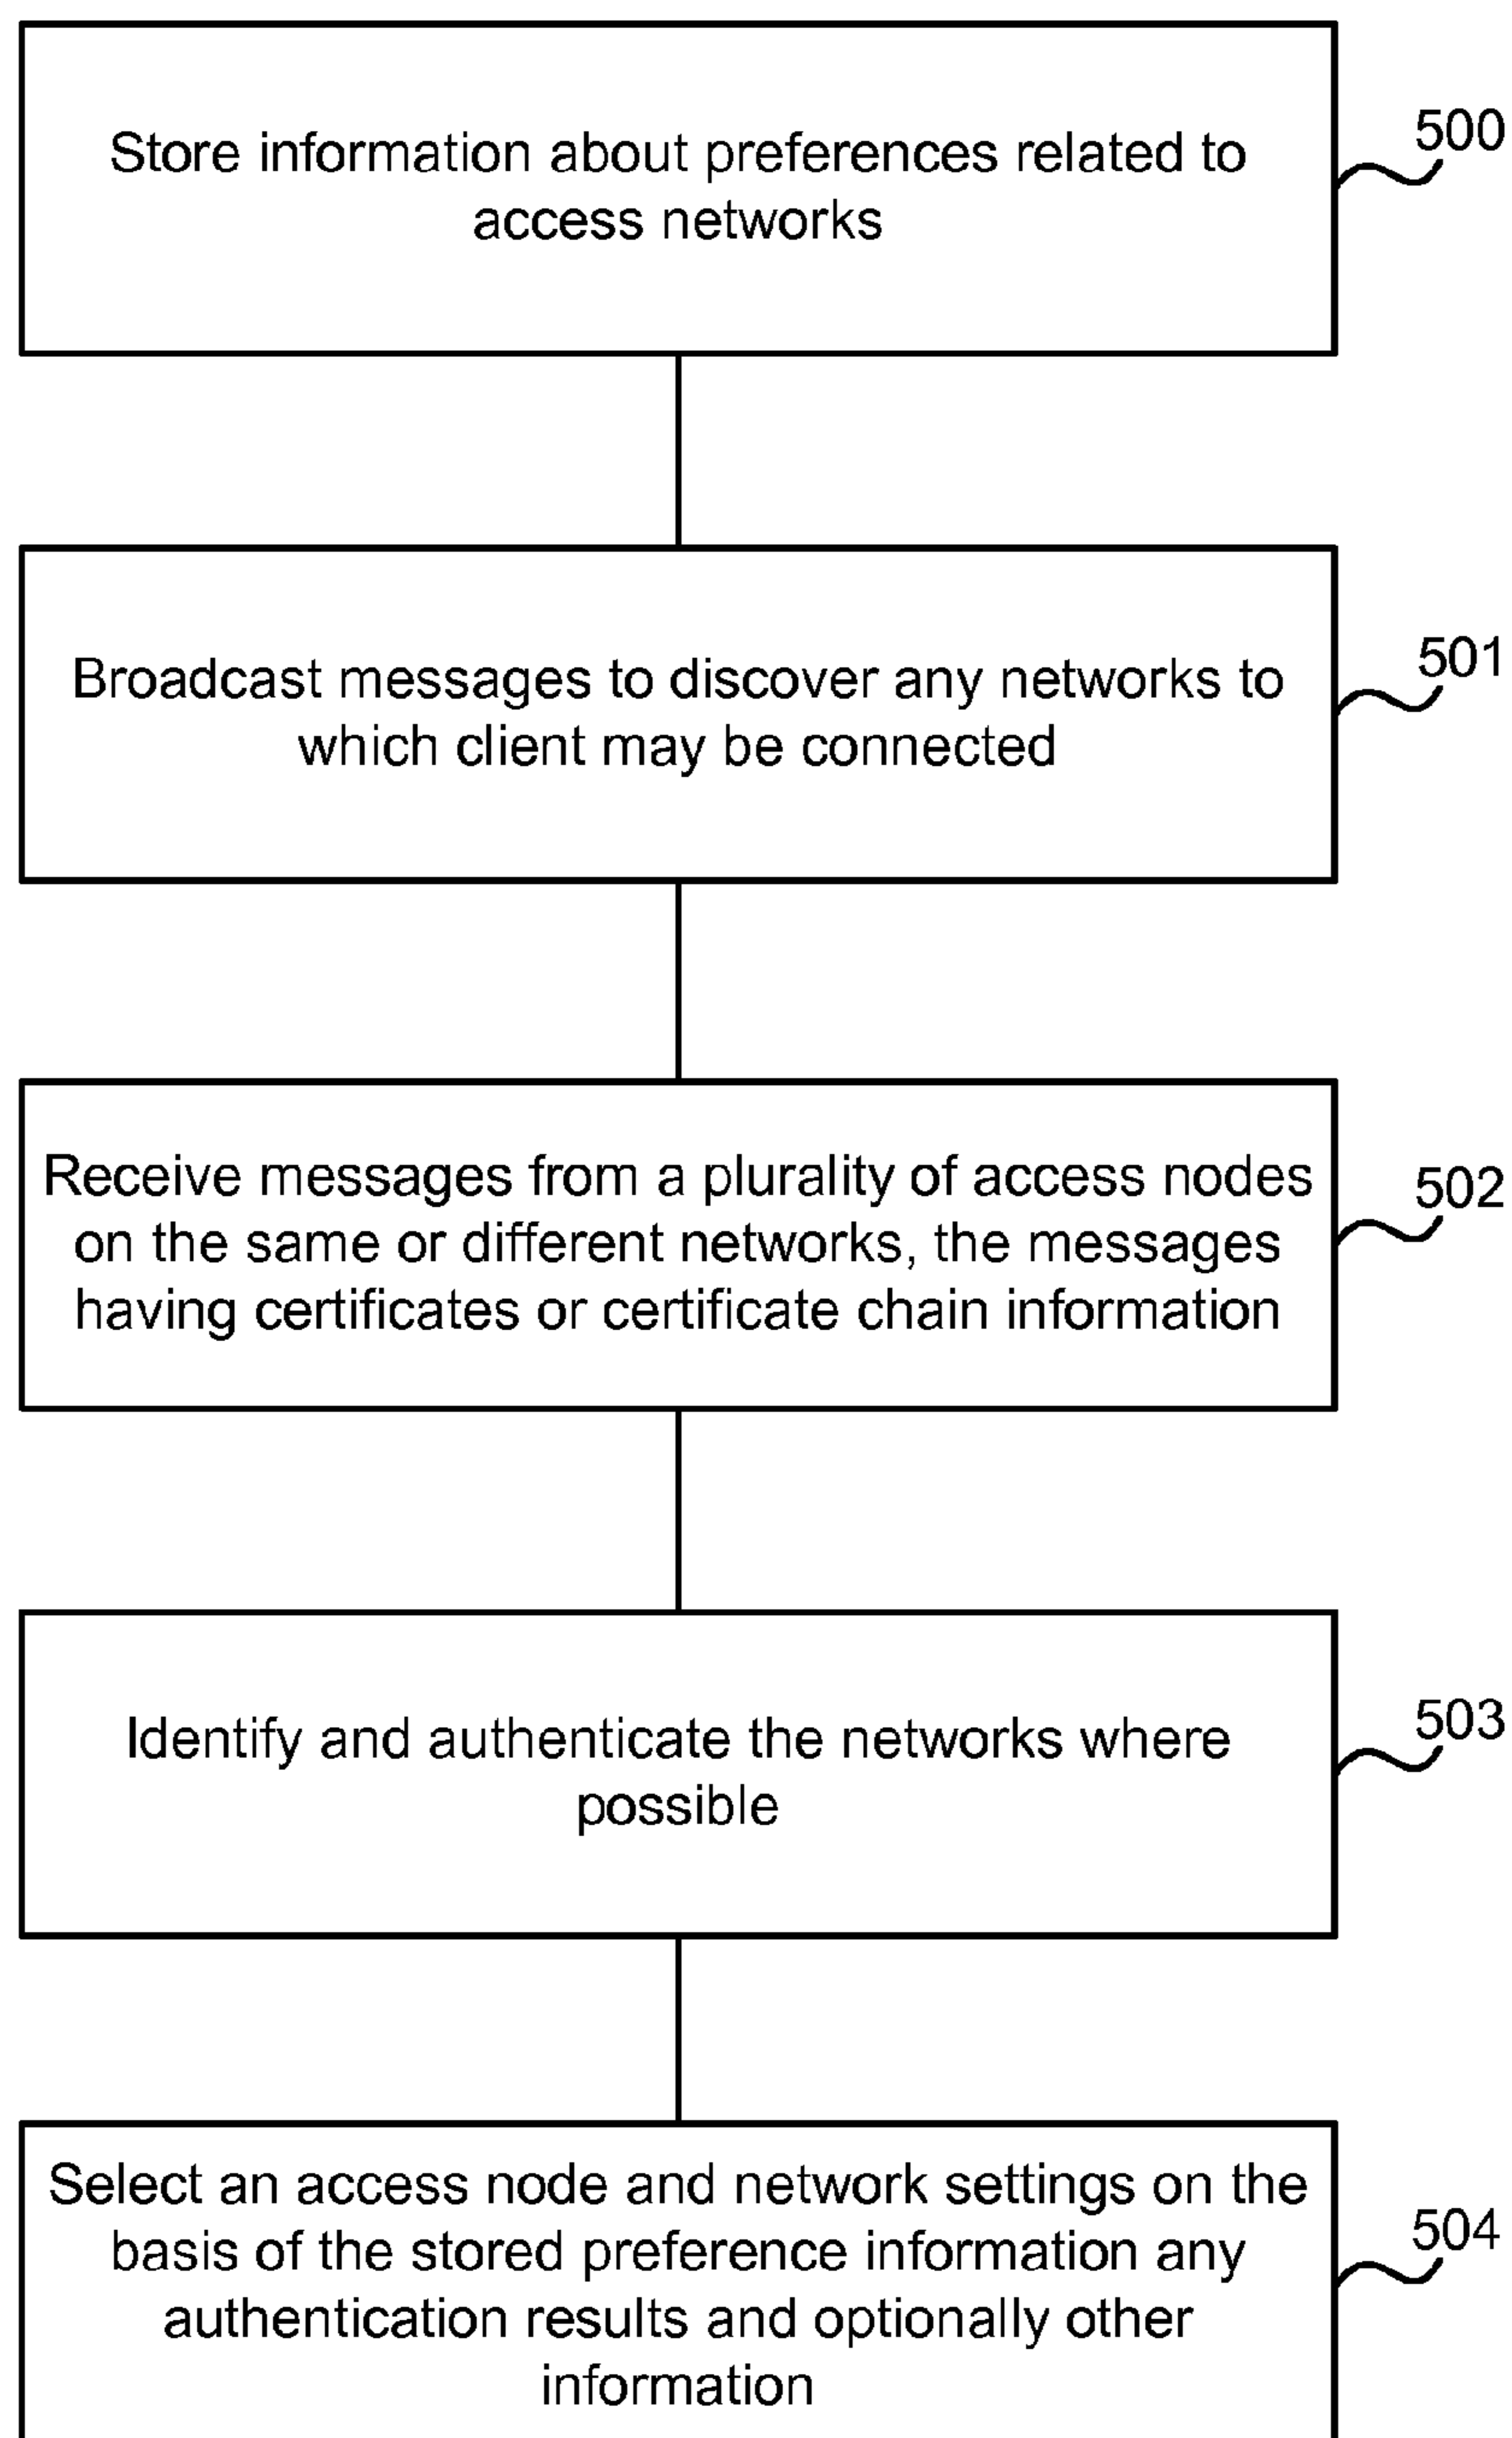 Store information about preferences related to
access networks
500
Broadcast messages to discover any networks to
which client may be connected
501
Receive messages from a plurality of access nodes
on the same or different networks, the messages
having certificates or certificate chain information
502
Identify and authenticate the networks where
possible
503
Select an access node and network settings on the
basis of the stored preference information any
authentication results and optionally other
information
504